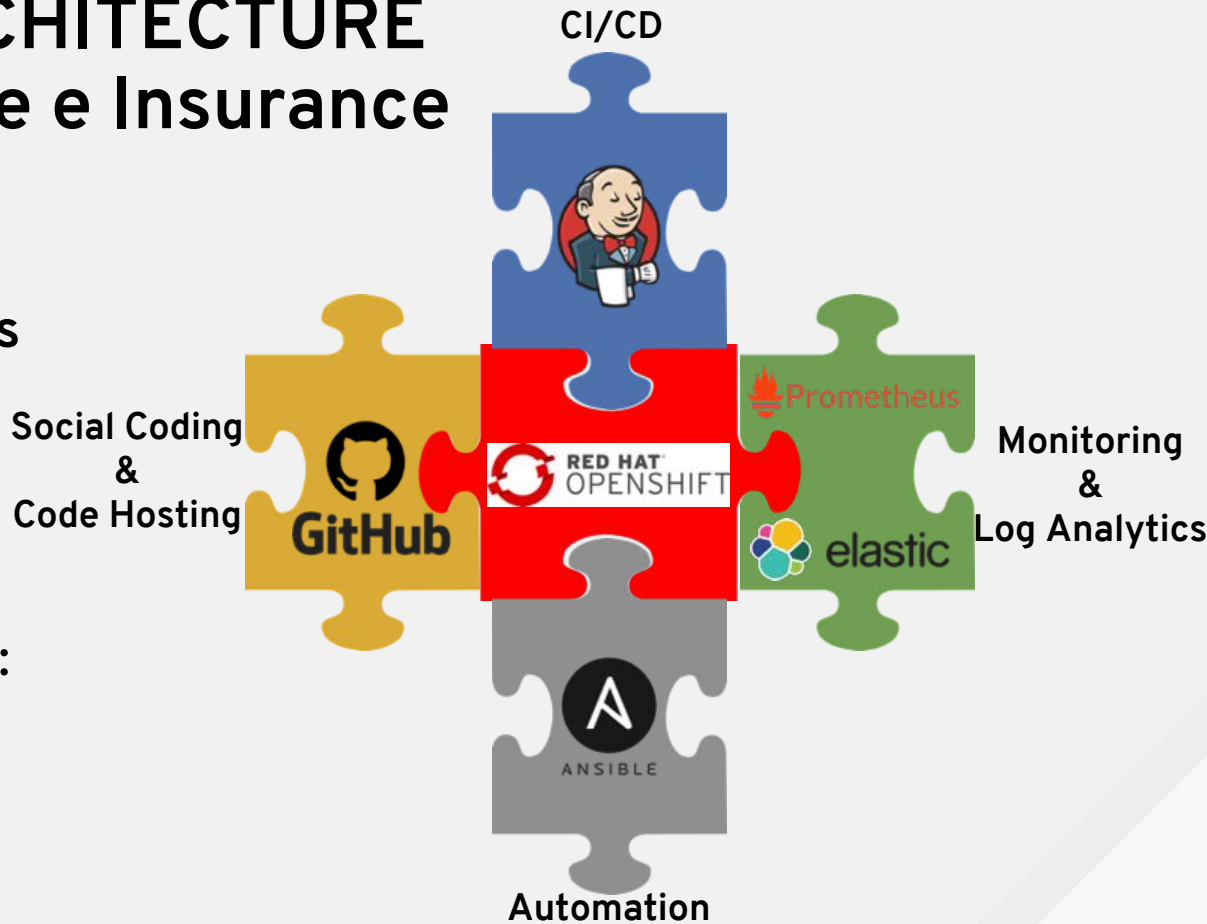 CHITECTURE
e e Insurance
CI/CD
s
Social Coding
&
Code Hosting
GitHub
RED HAT
OPENSHIFT
Prometheus
elastic
Monitoring
&
Log Analytics
:
ANSIBLE
Automation